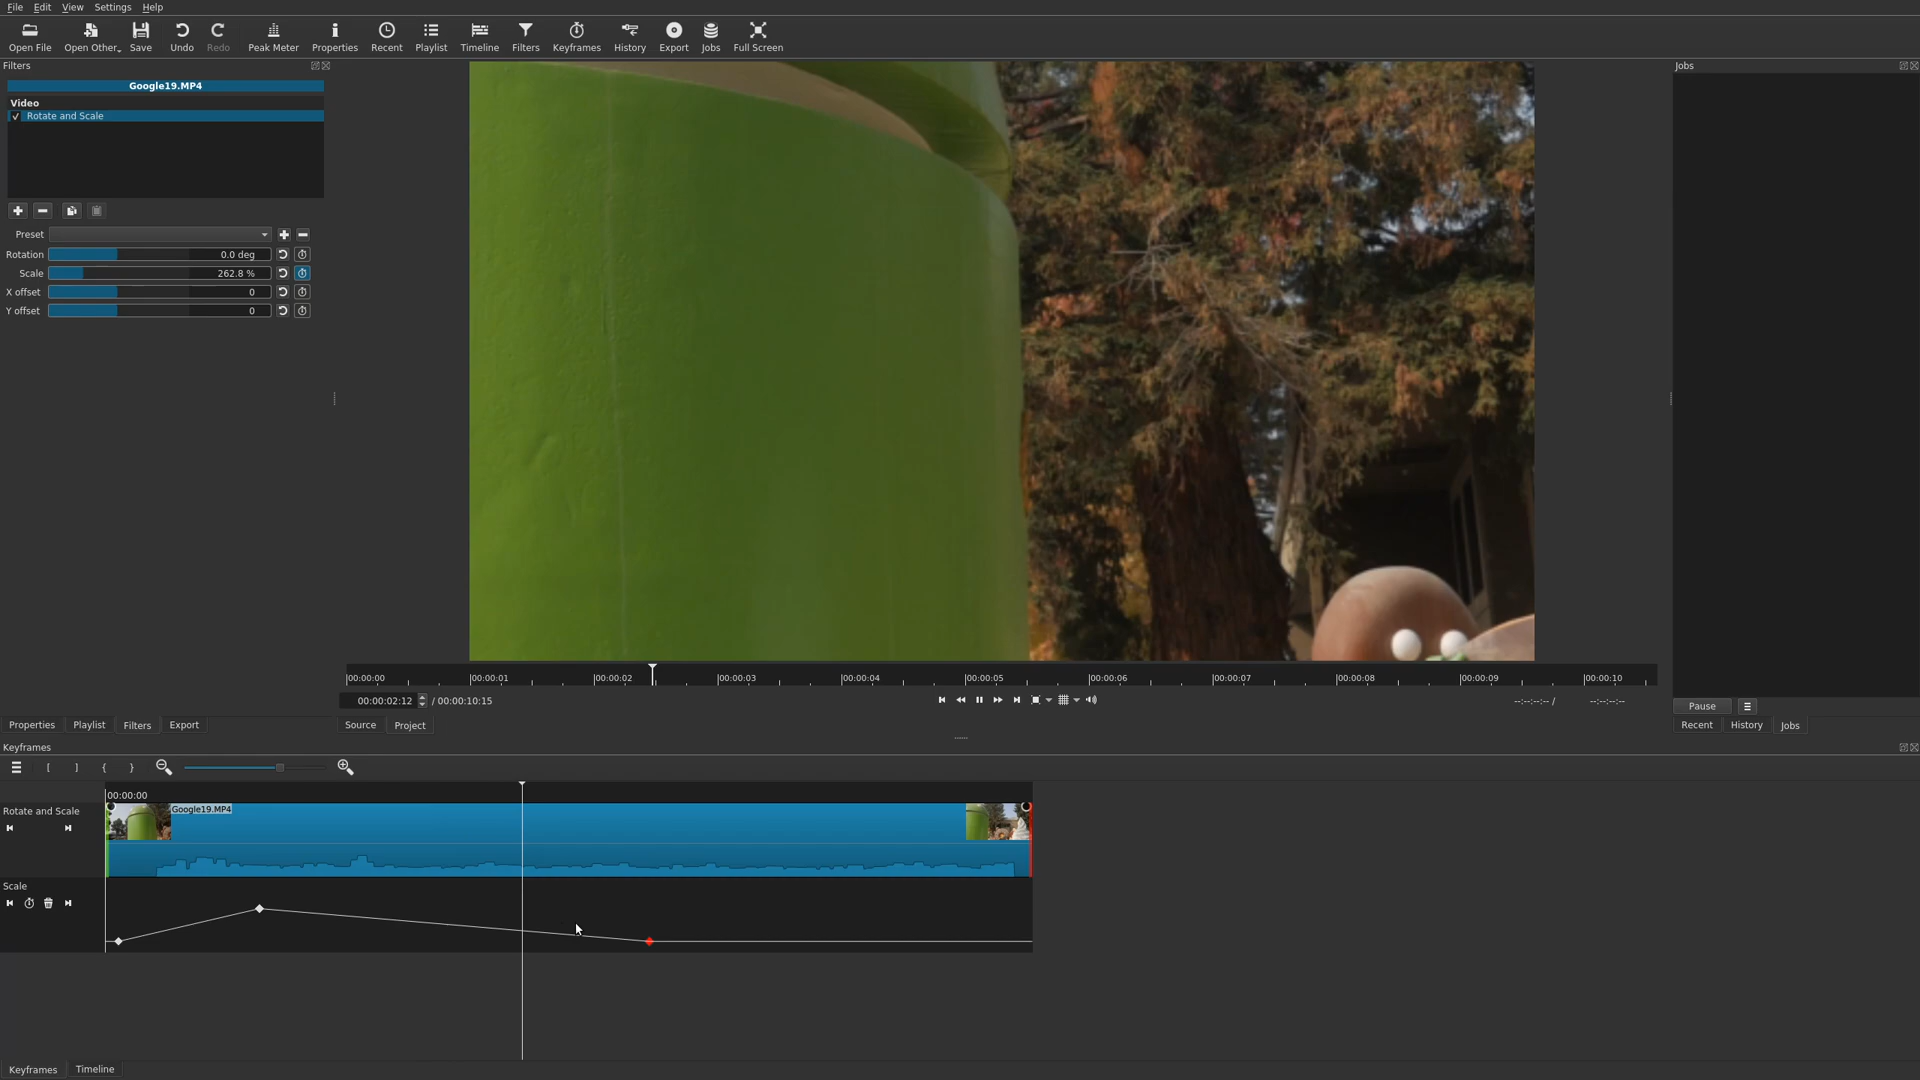 File Edit View Settings Help
Open File Open Other Save Undo Redo Peak Meter Properties Recent Playlist Timeline Filters Keyframes History Export Jobs Full Screen
Filters
Jobs
Google19.MP4
Video
Rotate and Scale
Preset
Rotation 0.0 deg
Scale 262.8 %
X offset 0
Y offset 0
00:00:00 00:00:01 00:00:02 00:00:03 00:00:04 00:00:05 00:00:06 00:00:07 00:00:08 00:00:09 00:00:10
00:00:02:12 / 00:00:10:15
--:--:--:-- / --:--:--:--
Pause
Properties Playlist Filters Export
Source Project
Recent History Jobs
Keyframes
[ ] { }
00:00:00
Rotate and Scale
Google19.MP4
Scale
Keyframes Timeline